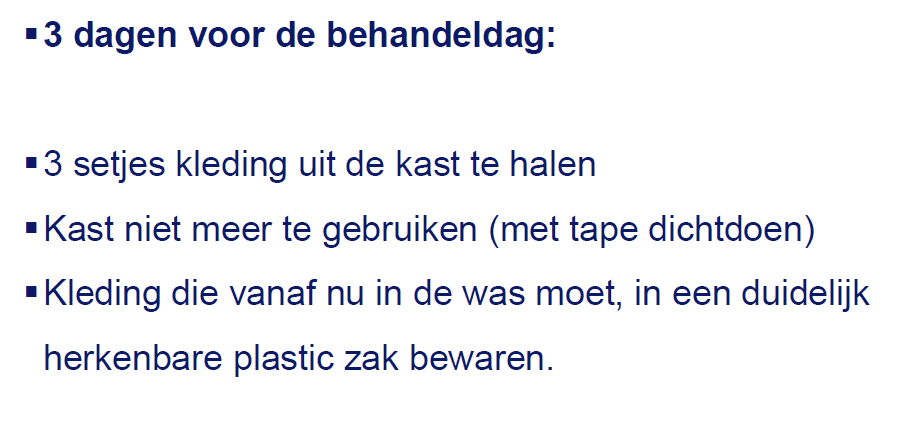 ▪3 dagen voor de behandeldag:
▪3 setjes kleding uit de kast te halen
▪Kast niet meer te gebruiken (met tape dichtdoen)
▪Kleding die vanaf nu in de was moet, in een duidelijk
herkenbare plastic zak bewaren.